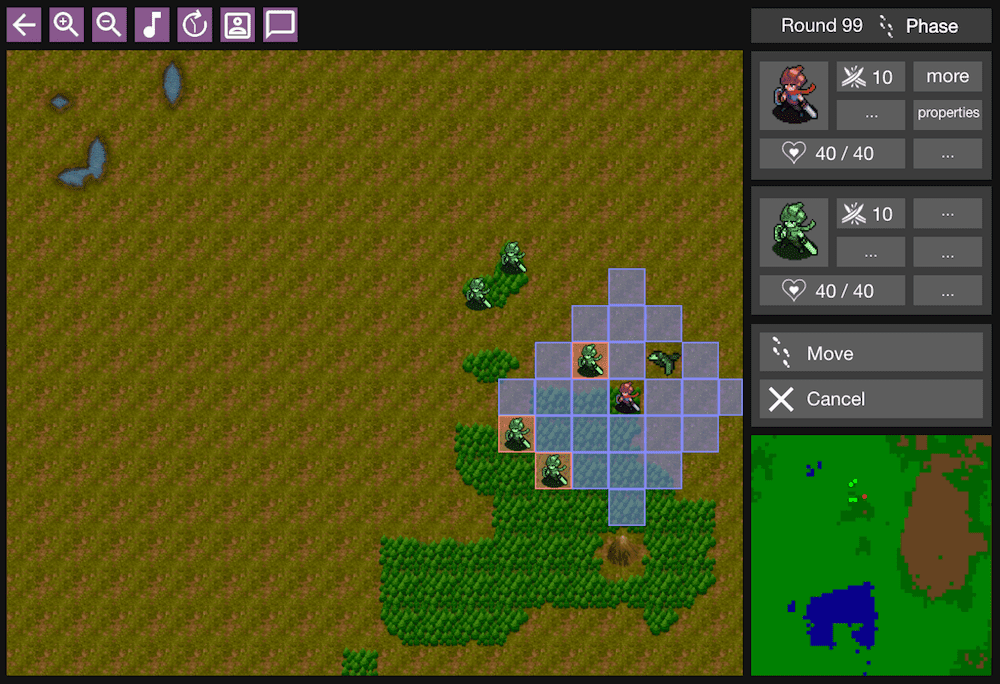 Round 99 Phase
10 more
... properties
40 / 40 ...
10 ...
... ...
40 / 40 ...
Move
Cancel